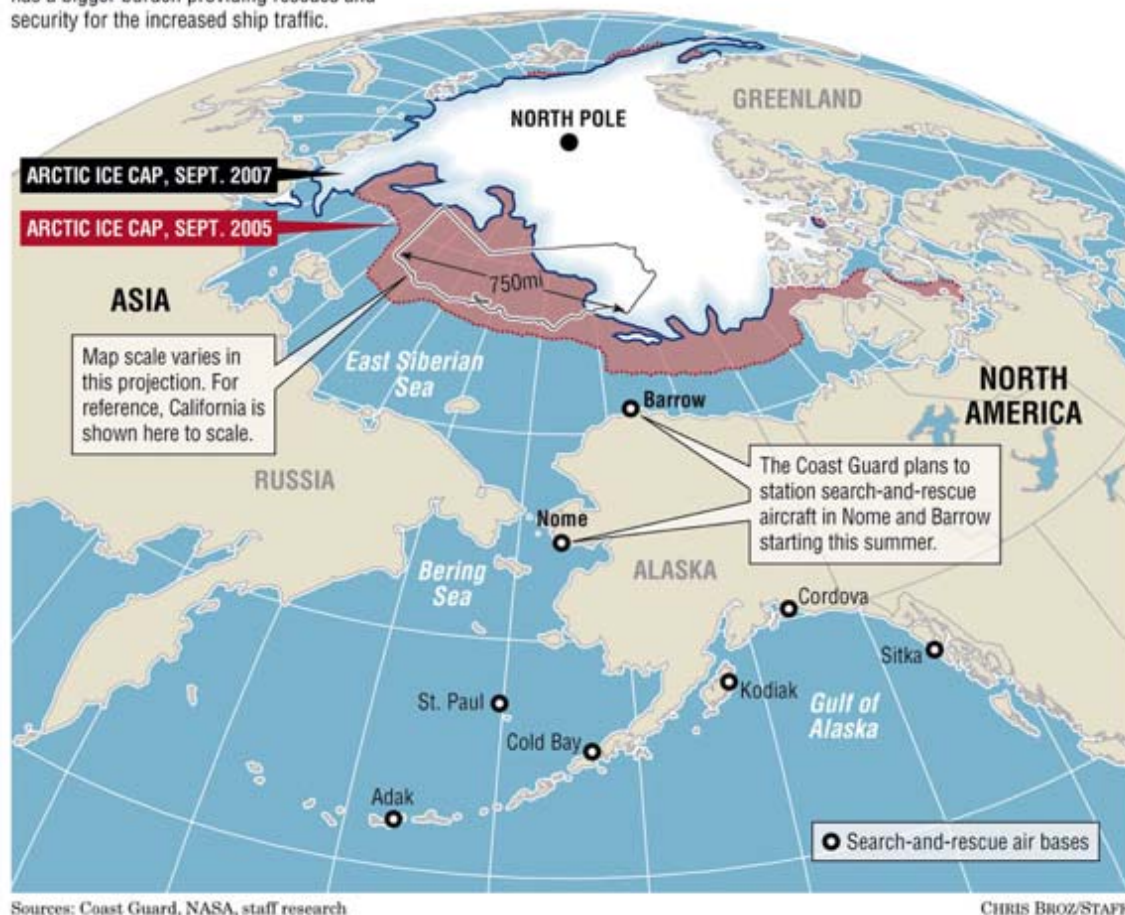 security for the increased ship traffic.
GREENLAND
NORTH POLE
ARCTIC ICE CAP, SEPT. 2007
ARCTIC ICE CAP, SEPT. 2005
750mi
ASIA
Map scale varies in
this projection. For
reference, California is
shown here to scale.
East Siberian
Sea
NORTH
AMERICA
Barrow
RUSSIA
The Coast Guard plans to
station search-and-rescue
aircraft in Nome and Barrow
starting this summer.
Nome
ALASKA
Bering
Sea
Cordova
Sitka
Kodiak
Gulf of
Alaska
St. Paul
Cold Bay
Adak
Search-and-rescue air bases
Sources: Coast Guard, NASA, staff research
CHRIS BROZ/STAFF